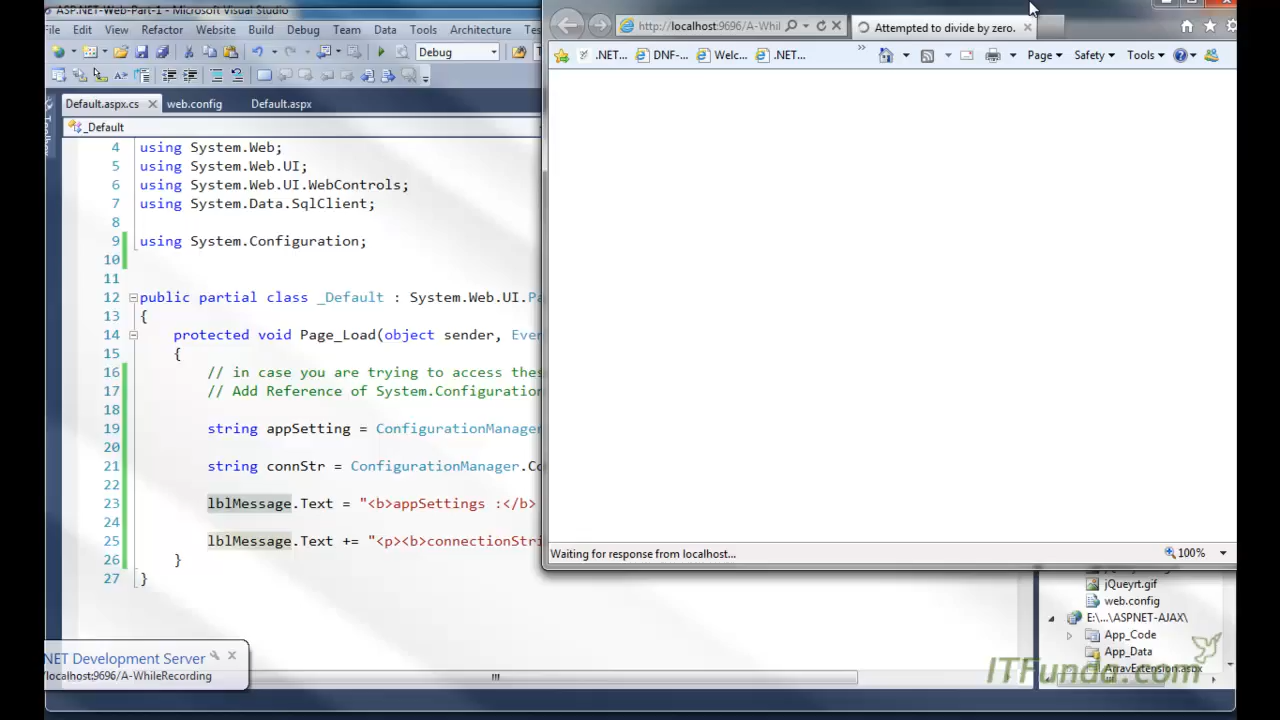 ASP.NET-Web-Part-1 - Microsoft Visual Studio
File Edit View Refactor Website Build Debug Team Data Tools Architecture
Debug
Default.aspx.cs web.config Default.aspx
_Default
4 using System.Web;
5 using System.Web.UI;
6 using System.Web.UI.WebControls;
7 using System.Data.SqlClient;
8
9 using System.Configuration;
10
11
12 public partial class _Default : System.Web.UI.Pa
13 {
14 protected void Page_Load(object sender, Even
15 {
16 // in case you are trying to access thes
17 // Add Reference of System.Configuration
18
19 string appSetting = ConfigurationManager
20
21 string connStr = ConfigurationManager.Co
22
23 lblMessage.Text = "<b>appSettings :</b>
24
25 lblMessage.Text += "<p><b>connectionStri
26 }
27 }
http://localhost:9696/A-Whil
Attempted to divide by zero.
.NET... DNF-... Welc... .NET...
Page Safety Tools
Waiting for response from localhost...
100%
jQueyrt.gif
web.config
E:\...\ASPNET-AJAX\
App_Code
App_Data
ArrayExtension.aspx
NET Development Server
/localhost:9696/A-WhileRecording
ITFunda.com